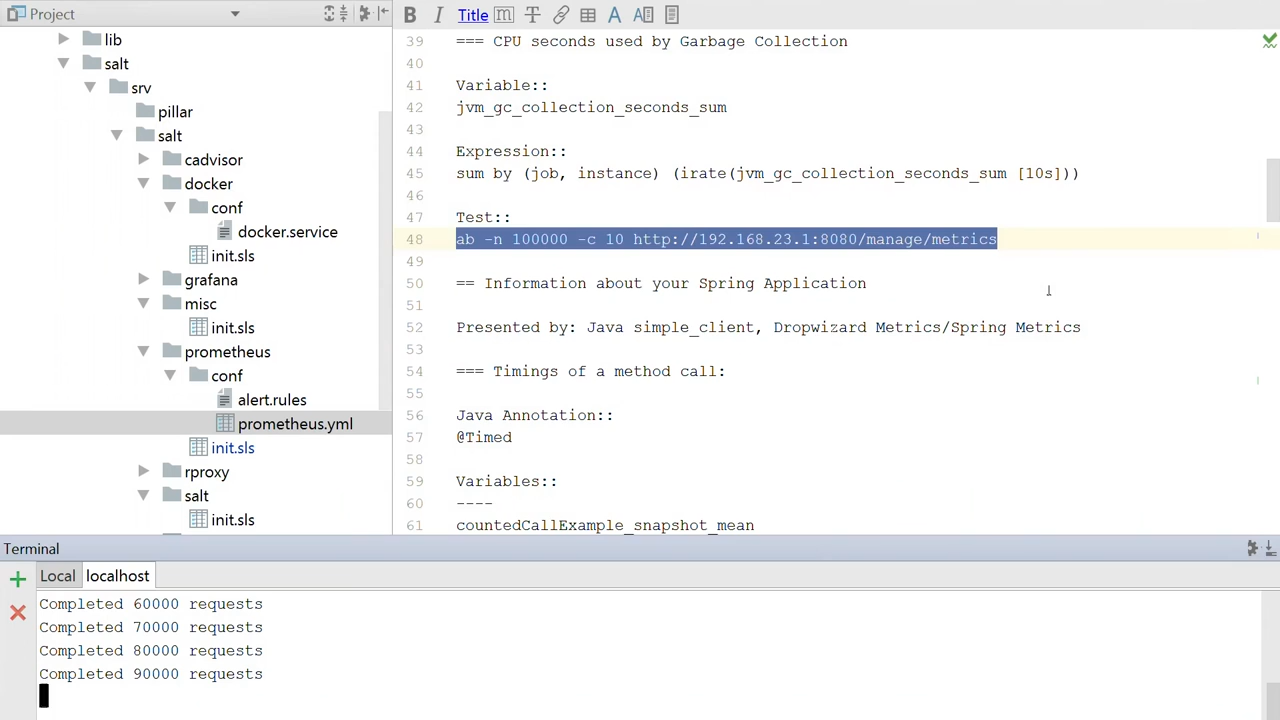 Project
lib
salt
srv
pillar
salt
cadvisor
docker
conf
docker.service
init.sls
grafana
misc
init.sls
prometheus
conf
alert.rules
prometheus.yml
init.sls
rproxy
salt
init.sls
B I Title m T A A
39 === CPU seconds used by Garbage Collection
40
41 Variable::
42 jvm_gc_collection_seconds_sum
43
44 Expression::
45 sum by (job, instance) (irate(jvm_gc_collection_seconds_sum [10s]))
46
47 Test::
48 ab -n 100000 -c 10 http://192.168.23.1:8080/manage/metrics
49
50 == Information about your Spring Application
51
52 Presented by: Java simple_client, Dropwizard Metrics/Spring Metrics
53
54 === Timings of a method call:
55
56 Java Annotation::
57 @Timed
58
59 Variables::
60 ----
61 countedCallExample_snapshot_mean
Terminal
Local localhost
Completed 60000 requests
Completed 70000 requests
Completed 80000 requests
Completed 90000 requests